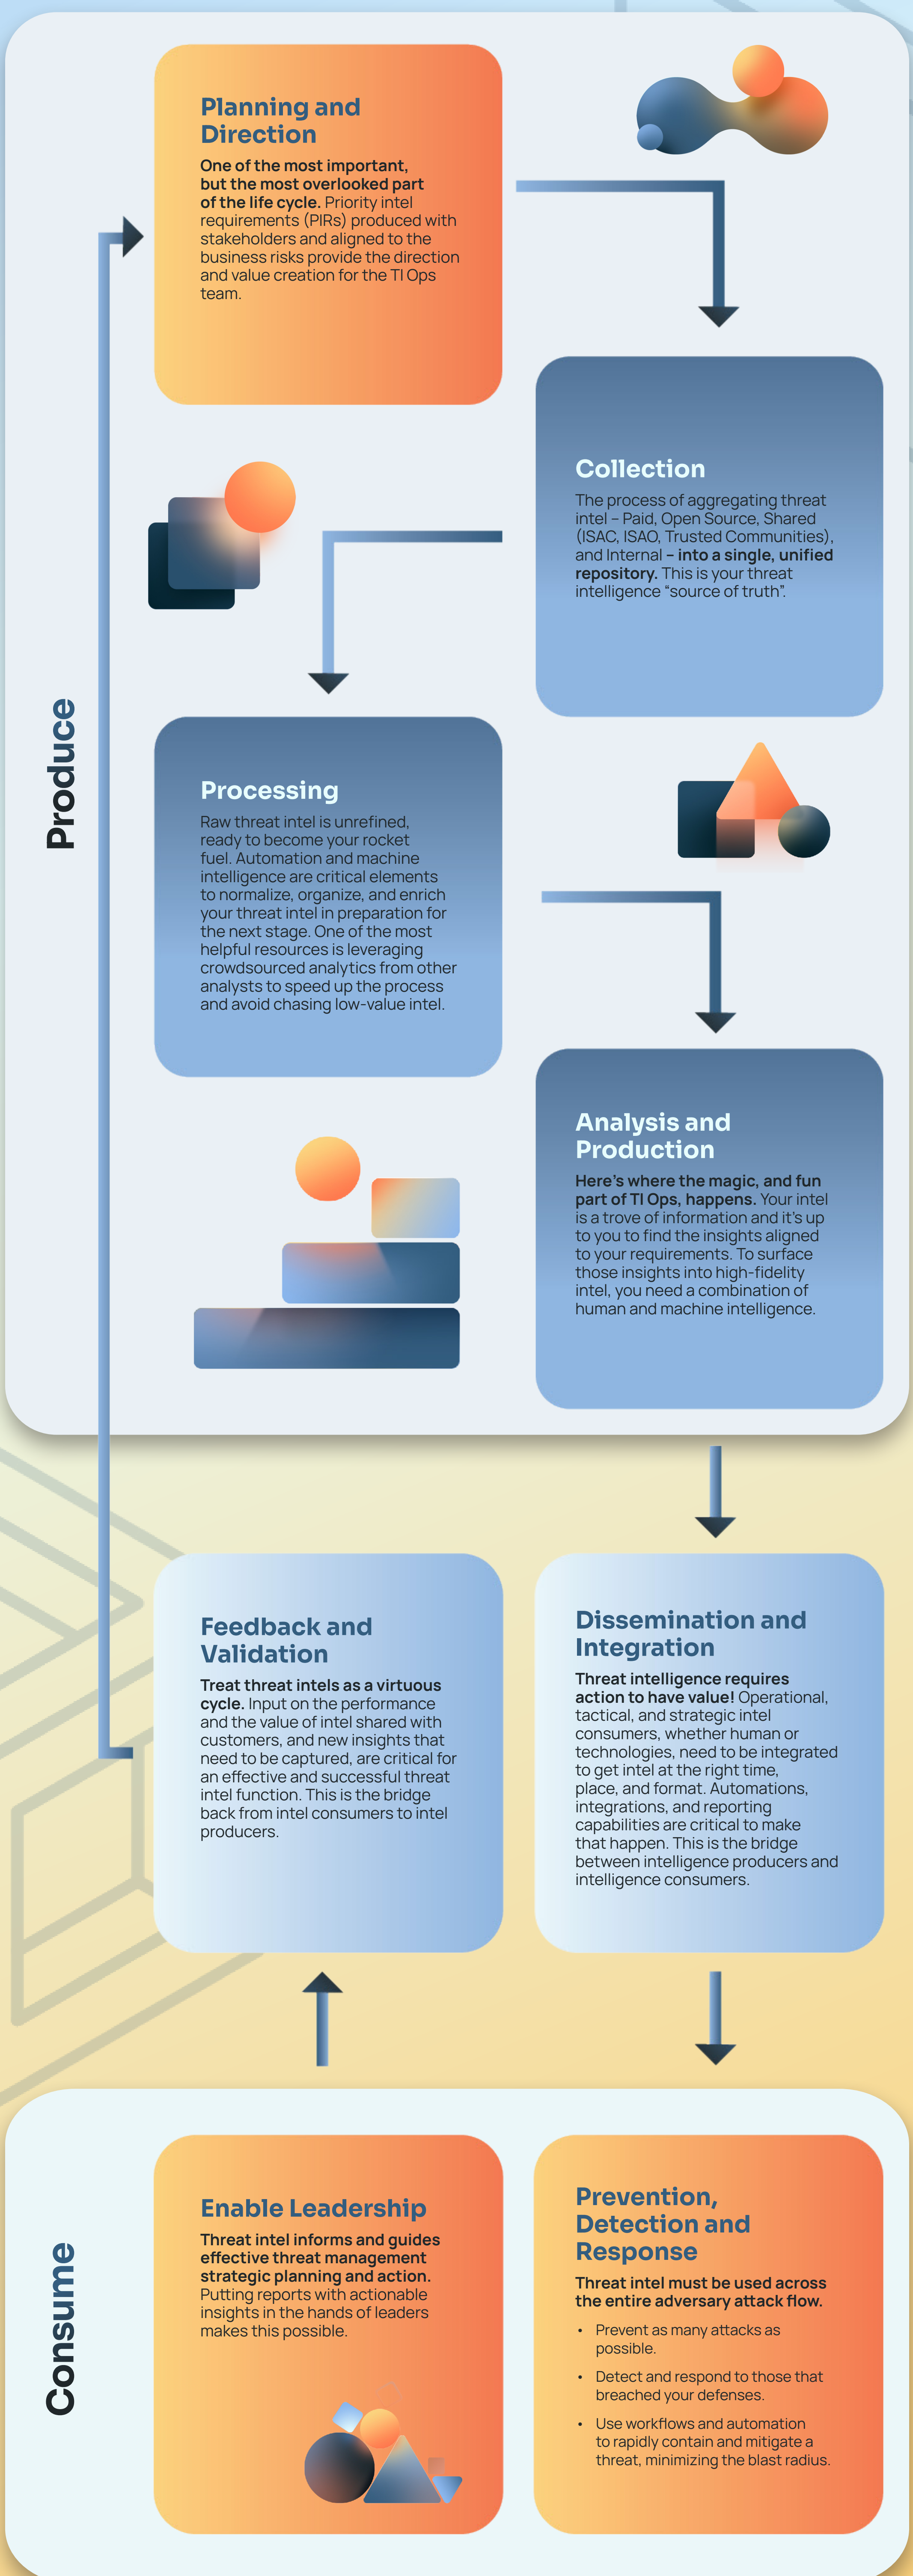 Produce
Planning and
Direction
One of the most important,
but the most overlooked part
of the life cycle. Priority intel
requirements (PIRs) produced with
stakeholders and aligned to the
business risks provide the direction
and value creation for the TI Ops
team.
Collection
The process of aggregating threat
intel – Paid, Open Source, Shared
(ISAC, ISAO, Trusted Communities),
and Internal – into a single, unified
repository. This is your threat
intelligence “source of truth”.
Processing
Raw threat intel is unrefined,
ready to become your rocket
fuel. Automation and machine
intelligence are critical elements
to normalize, organize, and enrich
your threat intel in preparation for
the next stage. One of the most
helpful resources is leveraging
crowdsourced analytics from other
analysts to speed up the process
and avoid chasing low-value intel.
Analysis and
Production
Here’s where the magic, and fun
part of TI Ops, happens. Your intel
is a trove of information and it’s up
to you to find the insights aligned
to your requirements. To surface
those insights into high-fidelity
intel, you need a combination of
human and machine intelligence.
Feedback and
Validation
Treat threat intels as a virtuous
cycle. Input on the performance
and the value of intel shared with
customers, and new insights that
need to be captured, are critical for
an effective and successful threat
intel function. This is the bridge
back from intel consumers to intel
producers.
Dissemination and
Integration
Threat intelligence requires
action to have value! Operational,
tactical, and strategic intel
consumers, whether human or
technologies, need to be integrated
to get intel at the right time,
place, and format. Automations,
integrations, and reporting
capabilities are critical to make
that happen. This is the bridge
between intelligence producers and
intelligence consumers.
Consume
Enable Leadership
Threat intel informs and guides
effective threat management
strategic planning and action.
Putting reports with actionable
insights in the hands of leaders
makes this possible.
Prevention,
Detection and
Response
Threat intel must be used across
the entire adversary attack flow.
• Prevent as many attacks as
possible.
• Detect and respond to those that
breached your defenses.
• Use workflows and automation
to rapidly contain and mitigate a
threat, minimizing the blast radius.